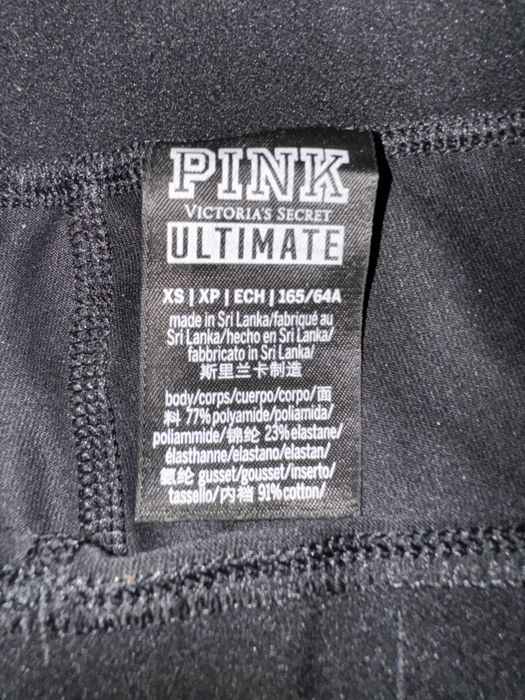 PINK
VICTORIA'S SECRET
ULTIMATE
XS | XP | ECH | 165/64A
made in Sri Lanka/fabriqué au
Sri Lanka/hecho en Sri Lanka/
fabbricato in Sri Lanka/
斯里兰卡制造
body/corps/cuerpo/corpo/面
料 77% polyamide/poliamida/
poliammide/锦纶 23% elastane/
élasthanne/elastano/elastan/
氨纶 gusset/gousset/inserto/
tassello/内裆 91% cotton/